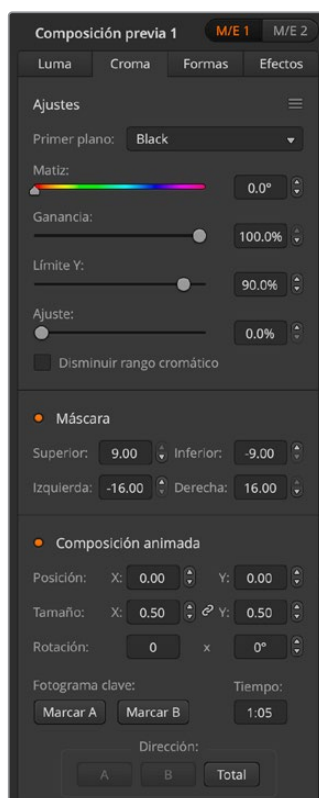 Composición previa 1 M/E 1 M/E 2
Luma Croma Formas Efectos
Ajustes
Primer plano: Black
Matiz:
0.0°
Ganancia:
100.0%
Límite Y:
90.0%
Ajuste:
0.0%
Disminuir rango cromático
Máscara
Superior: 9.00 Inferior: -9.00
Izquierda: -16.00 Derecha: 16.00
Composición animada
Posición: X: 0.00 Y: 0.00
Tamaño: X: 0.50 Y: 0.50
Rotación: 0 x 0°
Fotograma clave: Tiempo:
Marcar A Marcar B 1:05
Dirección:
A B Total